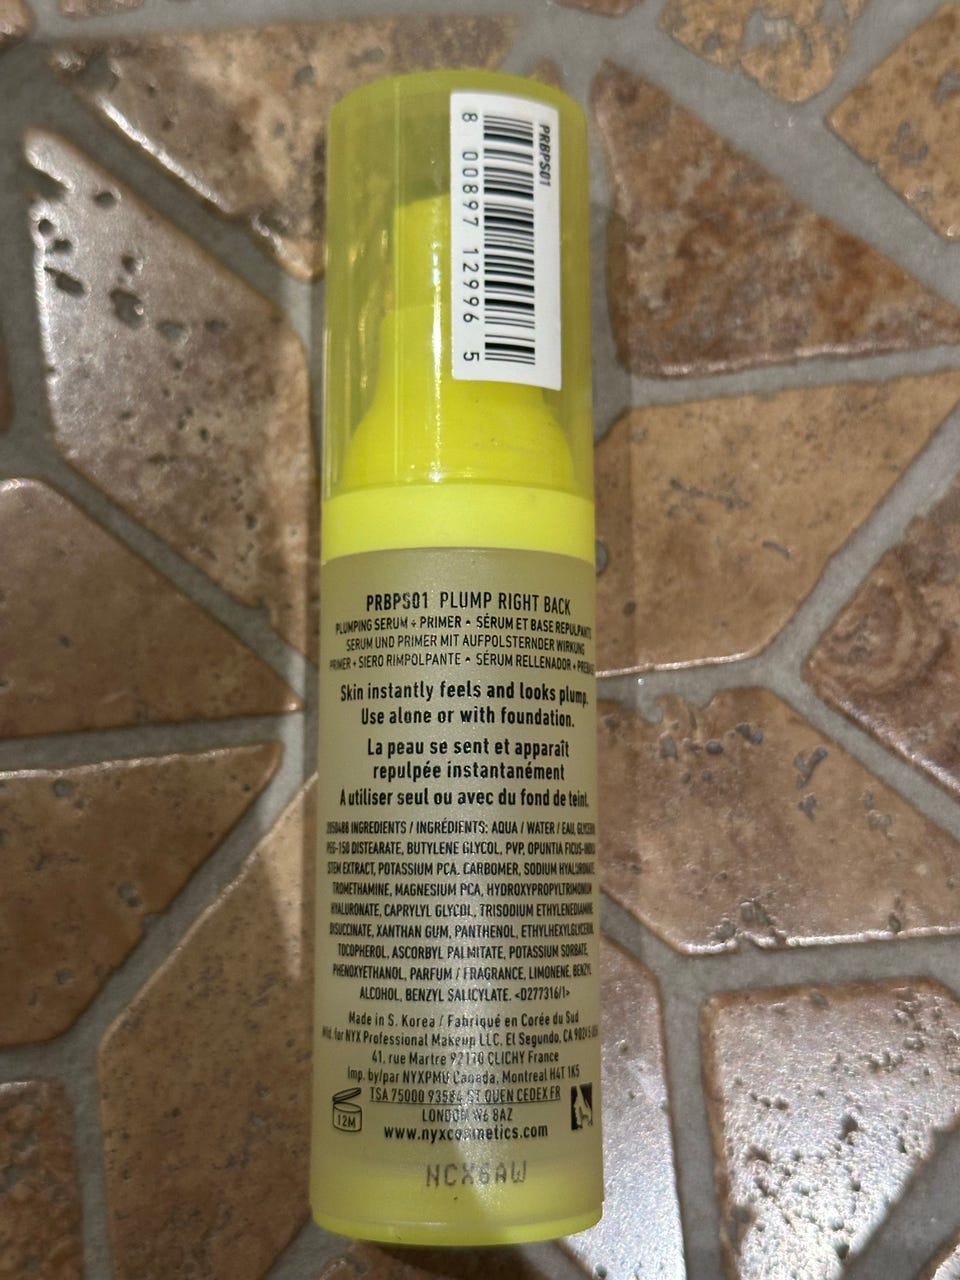 PRBPS01
8 00897 12996 5
PRBPS01 PLUMP RIGHT BACK
PLUMPING SERUM + PRIMER • SÉRUM ET BASE REPULPANTE
SERUM UND PRIMER MIT AUFPOLSTERNDER WIRKUNG
PRIMER + SIERO RIMPOLPANTE • SÉRUM RELLENADOR +
Skin instantly feels and looks plump.
Use alone or with foundation.
La peau se sent et apparaît
repulpée instantanément
A utiliser seul ou avec du fond de teint.
2050488 INGREDIENTS / INGRÉDIENTS: AQUA / WATER / EAU, GLYCERIN,
PEG-150 DISTEARATE, BUTYLENE GLYCOL, PVP, OPUNTIA FICUS-INDICA
STEM EXTRACT, POTASSIUM PCA, CARBOMER, SODIUM HYALURONATE,
TROMETHAMINE, MAGNESIUM PCA, HYDROXYPROPYLTRIMONIUM
HYALURONATE, CAPRYLYL GLYCOL, TRISODIUM ETHYLENEDIAMINE
DISUCCINATE, XANTHAN GUM, PANTHENOL, ETHYLHEXYLGLYCERIN,
TOCOPHEROL, ASCORBYL PALMITATE, POTASSIUM SORBATE,
PHENOXYETHANOL, PARFUM / FRAGRANCE, LIMONENE, BENZYL
ALCOHOL, BENZYL SALICYLATE. <D277316/1>
Made in S. Korea / Fabriqué en Corée du Sud
Mfd. for NYX Professional Makeup LLC, El Segundo, CA 90245
41, rue Martre 92110 CLICHY France
Imp. by/par NYXPMU Canada, Montreal H4T 1K5
TSA 75000 93584 ST QUEN CEDEX FR
LONDON W6 8AZ
12M
www.nyxcosmetics.com
NCX6AW